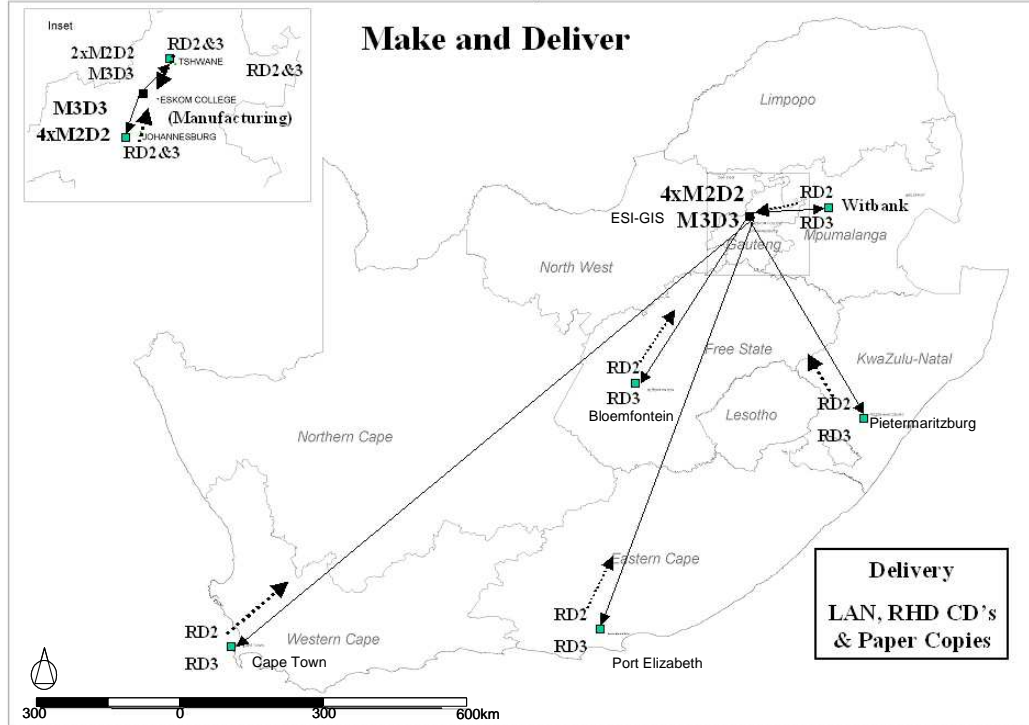 Make and Deliver
Inset
RD2&3
2xM2D2
TSHWANE
M3D3
RD2&3
ESKOM COLLEGE
M3D3
(Manufacturing)
4xM2D2
JOHANNESBURG
RD2&3
Limpopo
4xM2D2
RD2
ESI-GIS
Witbank
M3D3
RD3
Mpumalanga
Gauteng
North West
Free State
KwaZulu-Natal
RD2
RD3
Bloemfontein
Lesotho
RD2
Pietermaritzburg
RD3
Northern Cape
Eastern Cape
Delivery
LAN, RHD CD's
& Paper Copies
RD2
RD3
Port Elizabeth
RD2
Western Cape
RD3
Cape Town
300 0 300 600km